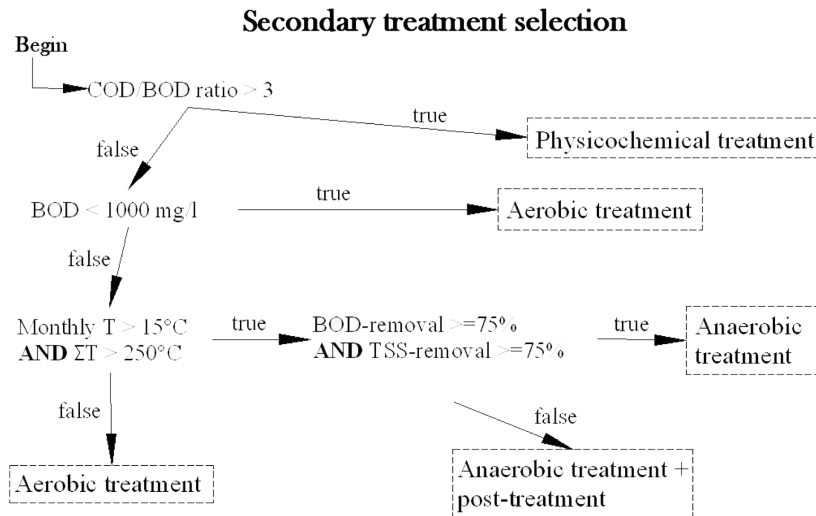 Secondary treatment selection
Begin
COD/BOD ratio > 3
true
Physicochemical treatment
false
BOD < 1000 mg/l
true
Aerobic treatment
false
Monthly T > 15°C
AND ΣT > 250°C
true
BOD-removal >=75%
AND TSS-removal >=75%
true
Anaerobic
treatment
false
Aerobic treatment
false
Anaerobic treatment +
post-treatment